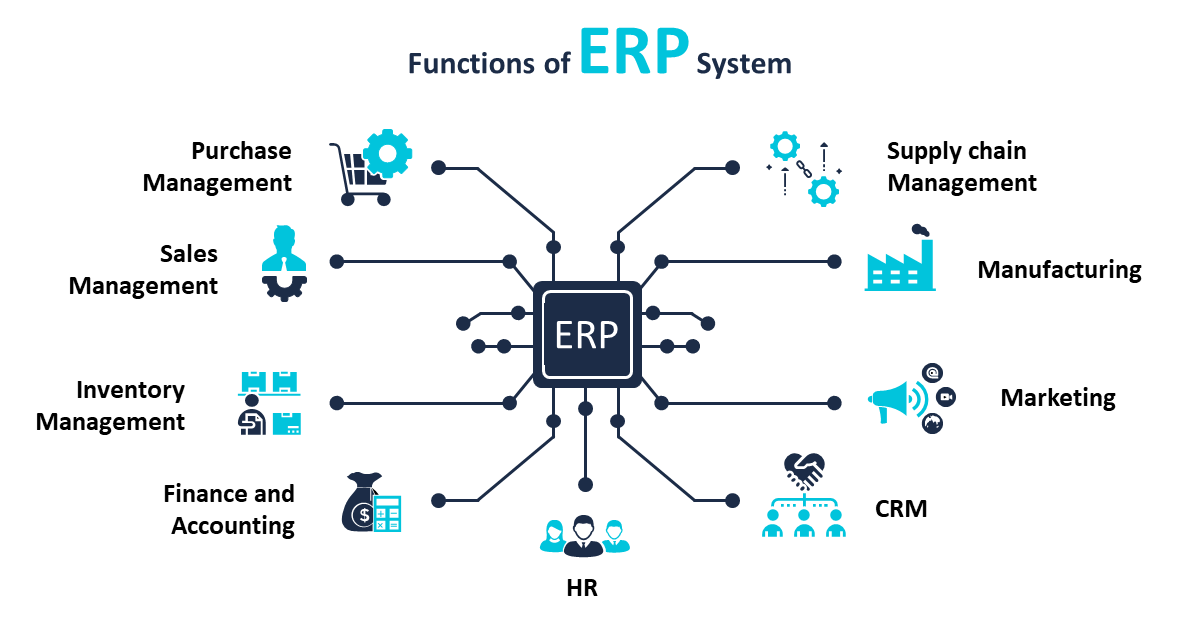 Functions of ERP System
Purchase
Management
Supply chain
Management
Sales
Management
Manufacturing
ERP
Inventory
Management
Marketing
Finance and
Accounting
$
CRM
HR